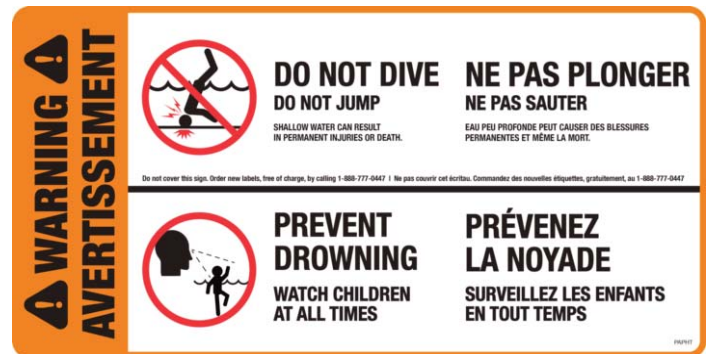 WARNING
AVERTISSEMENT
DO NOT DIVE
DO NOT JUMP
SHALLOW WATER CAN RESULT
IN PERMANENT INJURIES OR DEATH.
NE PAS PLONGER
NE PAS SAUTER
EAU PEU PROFONDE PEUT CAUSER DES BLESSURES
PERMANENTES ET MÊME LA MORT.
Do not cover this sign. Order new labels, free of charge, by calling 1-888-777-0447 I Ne pas couvrir cet écritau. Commandez des nouvelles étiquettes, gratuitement, au 1-888-777-0447
PREVENT
DROWNING
WATCH CHILDREN
AT ALL TIMES
PRÉVENEZ
LA NOYADE
SURVEILLEZ LES ENFANTS
EN TOUT TEMPS
PAPHT